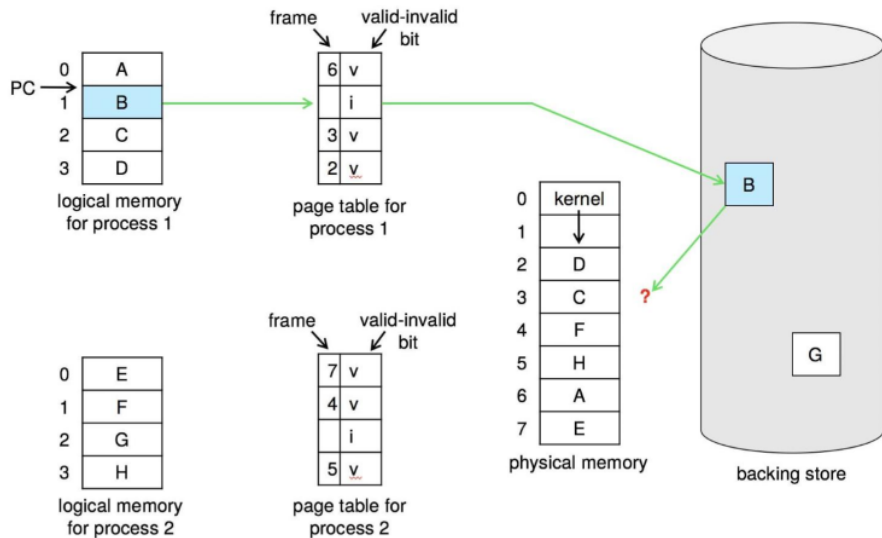 frame
valid-invalid
bit
0 A
PC
1 B
2 C
3 D
logical memory
for process 1
6 v
i
3 v
2 v
page table for
process 1
0 kernel
1
2 D
3 C
4 F
5 H
6 A
7 E
physical memory
?
B
G
backing store
frame
valid-invalid
bit
0 E
1 F
2 G
3 H
logical memory
for process 2
7 v
4 v
i
5 v
page table for
process 2